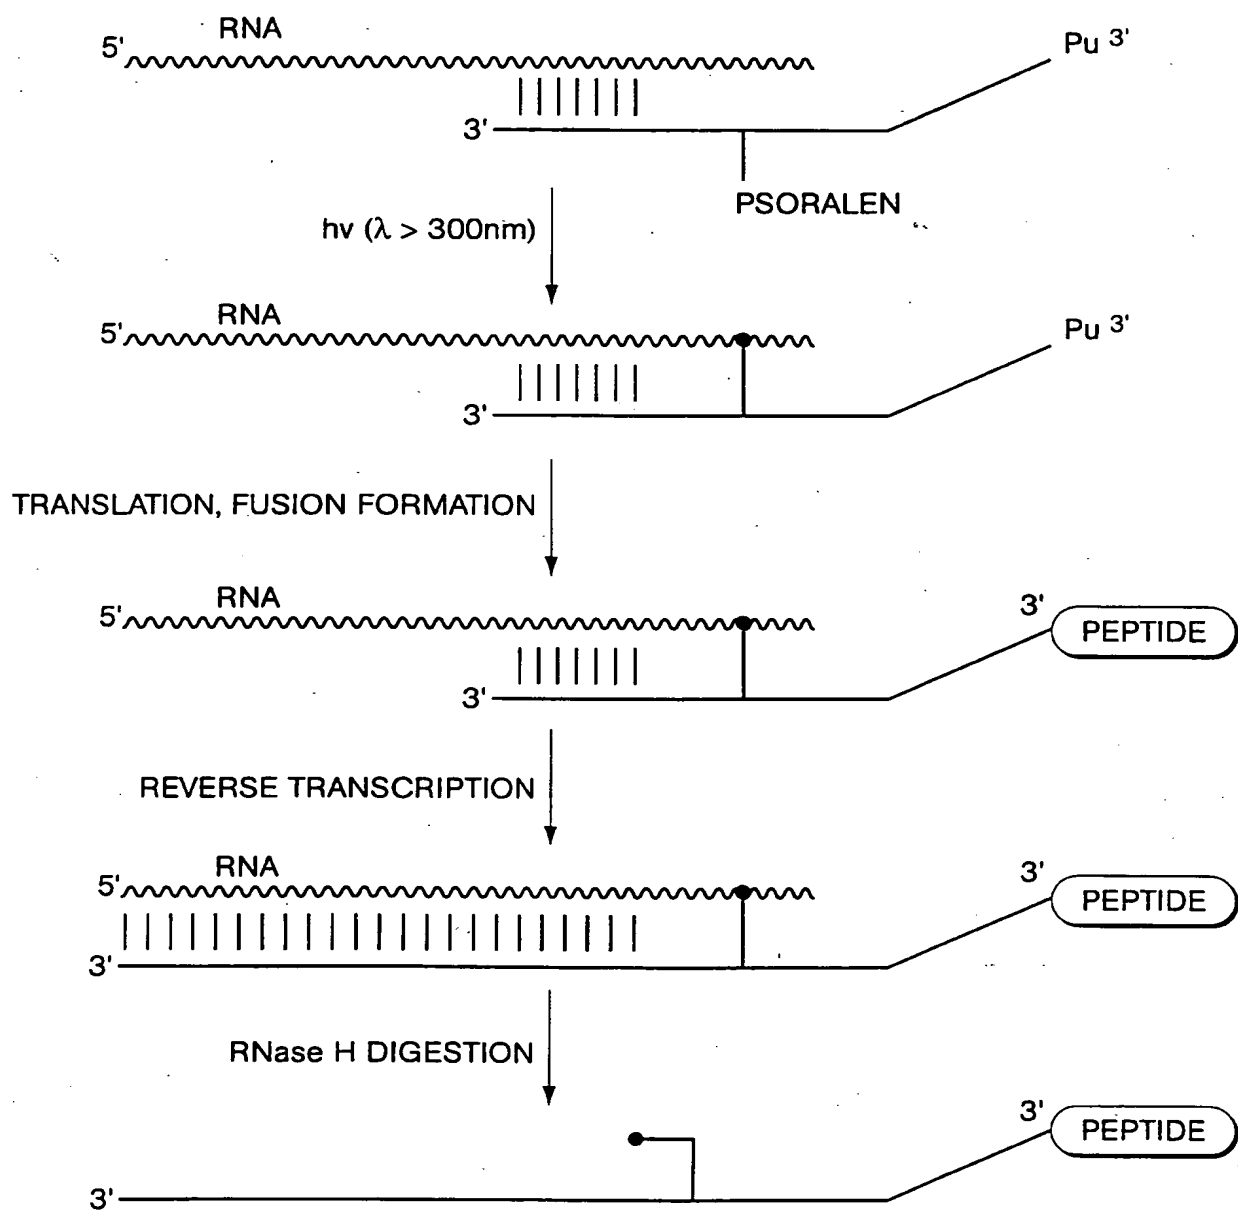 RNA
5'
Pu 3'
3'
PSORALEN
hν (λ > 300nm)
RNA
5'
Pu 3'
3'
TRANSLATION, FUSION FORMATION
RNA
5'
3'
PEPTIDE
3'
REVERSE TRANSCRIPTION
RNA
5'
3'
PEPTIDE
3'
RNase H DIGESTION
3'
PEPTIDE
3'